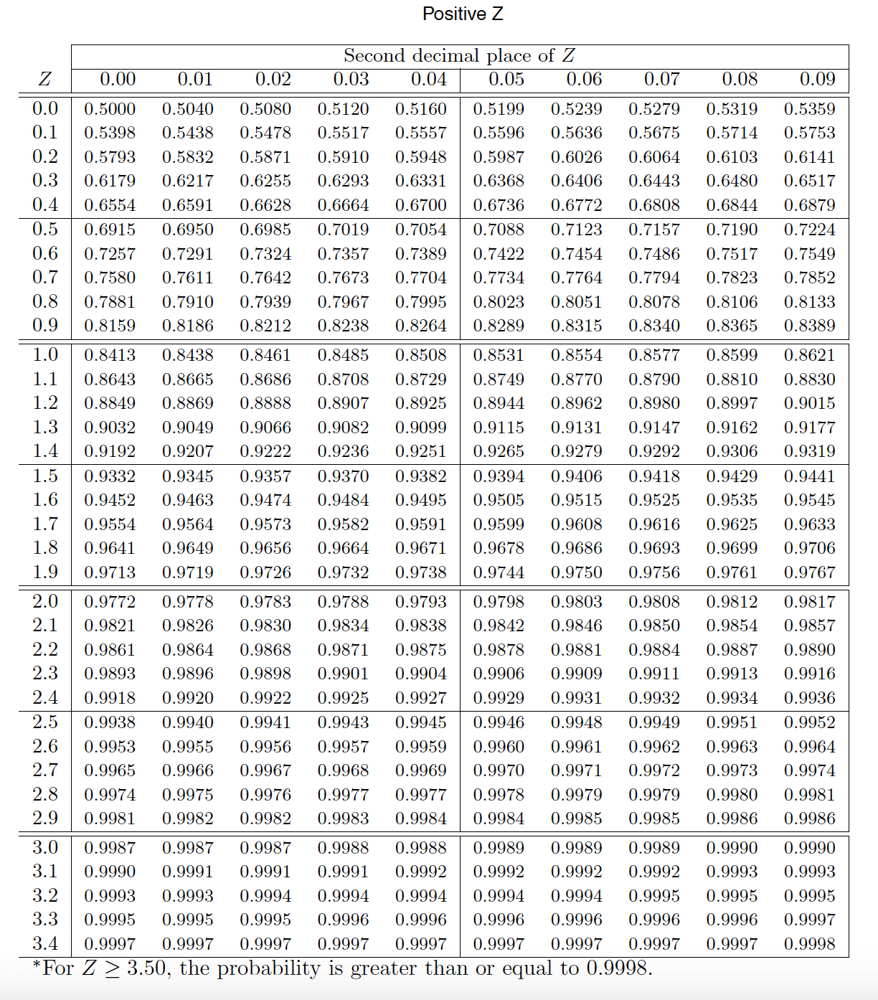 Positive Z
Second decimal place of Z
Z 0.00 0.01 0.02 0.03 0.04 0.05 0.06 0.07 0.08 0.09
0.0 0.5000 0.5040 0.5080 0.5120 0.5160 0.5199 0.5239 0.5279 0.5319 0.5359
0.1 0.5398 0.5438 0.5478 0.5517 0.5557 0.5596 0.5636 0.5675 0.5714 0.5753
0.2 0.5793 0.5832 0.5871 0.5910 0.5948 0.5987 0.6026 0.6064 0.6103 0.6141
0.3 0.6179 0.6217 0.6255 0.6293 0.6331 0.6368 0.6406 0.6443 0.6480 0.6517
0.4 0.6554 0.6591 0.6628 0.6664 0.6700 0.6736 0.6772 0.6808 0.6844 0.6879
0.5 0.6915 0.6950 0.6985 0.7019 0.7054 0.7088 0.7123 0.7157 0.7190 0.7224
0.6 0.7257 0.7291 0.7324 0.7357 0.7389 0.7422 0.7454 0.7486 0.7517 0.7549
0.7 0.7580 0.7611 0.7642 0.7673 0.7704 0.7734 0.7764 0.7794 0.7823 0.7852
0.8 0.7881 0.7910 0.7939 0.7967 0.7995 0.8023 0.8051 0.8078 0.8106 0.8133
0.9 0.8159 0.8186 0.8212 0.8238 0.8264 0.8289 0.8315 0.8340 0.8365 0.8389
1.0 0.8413 0.8438 0.8461 0.8485 0.8508 0.8531 0.8554 0.8577 0.8599 0.8621
1.1 0.8643 0.8665 0.8686 0.8708 0.8729 0.8749 0.8770 0.8790 0.8810 0.8830
1.2 0.8849 0.8869 0.8888 0.8907 0.8925 0.8944 0.8962 0.8980 0.8997 0.9015
1.3 0.9032 0.9049 0.9066 0.9082 0.9099 0.9115 0.9131 0.9147 0.9162 0.9177
1.4 0.9192 0.9207 0.9222 0.9236 0.9251 0.9265 0.9279 0.9292 0.9306 0.9319
1.5 0.9332 0.9345 0.9357 0.9370 0.9382 0.9394 0.9406 0.9418 0.9429 0.9441
1.6 0.9452 0.9463 0.9474 0.9484 0.9495 0.9505 0.9515 0.9525 0.9535 0.9545
1.7 0.9554 0.9564 0.9573 0.9582 0.9591 0.9599 0.9608 0.9616 0.9625 0.9633
1.8 0.9641 0.9649 0.9656 0.9664 0.9671 0.9678 0.9686 0.9693 0.9699 0.9706
1.9 0.9713 0.9719 0.9726 0.9732 0.9738 0.9744 0.9750 0.9756 0.9761 0.9767
2.0 0.9772 0.9778 0.9783 0.9788 0.9793 0.9798 0.9803 0.9808 0.9812 0.9817
2.1 0.9821 0.9826 0.9830 0.9834 0.9838 0.9842 0.9846 0.9850 0.9854 0.9857
2.2 0.9861 0.9864 0.9868 0.9871 0.9875 0.9878 0.9881 0.9884 0.9887 0.9890
2.3 0.9893 0.9896 0.9898 0.9901 0.9904 0.9906 0.9909 0.9911 0.9913 0.9916
2.4 0.9918 0.9920 0.9922 0.9925 0.9927 0.9929 0.9931 0.9932 0.9934 0.9936
2.5 0.9938 0.9940 0.9941 0.9943 0.9945 0.9946 0.9948 0.9949 0.9951 0.9952
2.6 0.9953 0.9955 0.9956 0.9957 0.9959 0.9960 0.9961 0.9962 0.9963 0.9964
2.7 0.9965 0.9966 0.9967 0.9968 0.9969 0.9970 0.9971 0.9972 0.9973 0.9974
2.8 0.9974 0.9975 0.9976 0.9977 0.9977 0.9978 0.9979 0.9979 0.9980 0.9981
2.9 0.9981 0.9982 0.9982 0.9983 0.9984 0.9984 0.9985 0.9985 0.9986 0.9986
3.0 0.9987 0.9987 0.9987 0.9988 0.9988 0.9989 0.9989 0.9989 0.9990 0.9990
3.1 0.9990 0.9991 0.9991 0.9991 0.9992 0.9992 0.9992 0.9992 0.9993 0.9993
3.2 0.9993 0.9993 0.9994 0.9994 0.9994 0.9994 0.9994 0.9995 0.9995 0.9995
3.3 0.9995 0.9995 0.9995 0.9996 0.9996 0.9996 0.9996 0.9996 0.9996 0.9997
3.4 0.9997 0.9997 0.9997 0.9997 0.9997 0.9997 0.9997 0.9997 0.9997 0.9998
*For Z ≥ 3.50, the probability is greater than or equal to 0.9998.